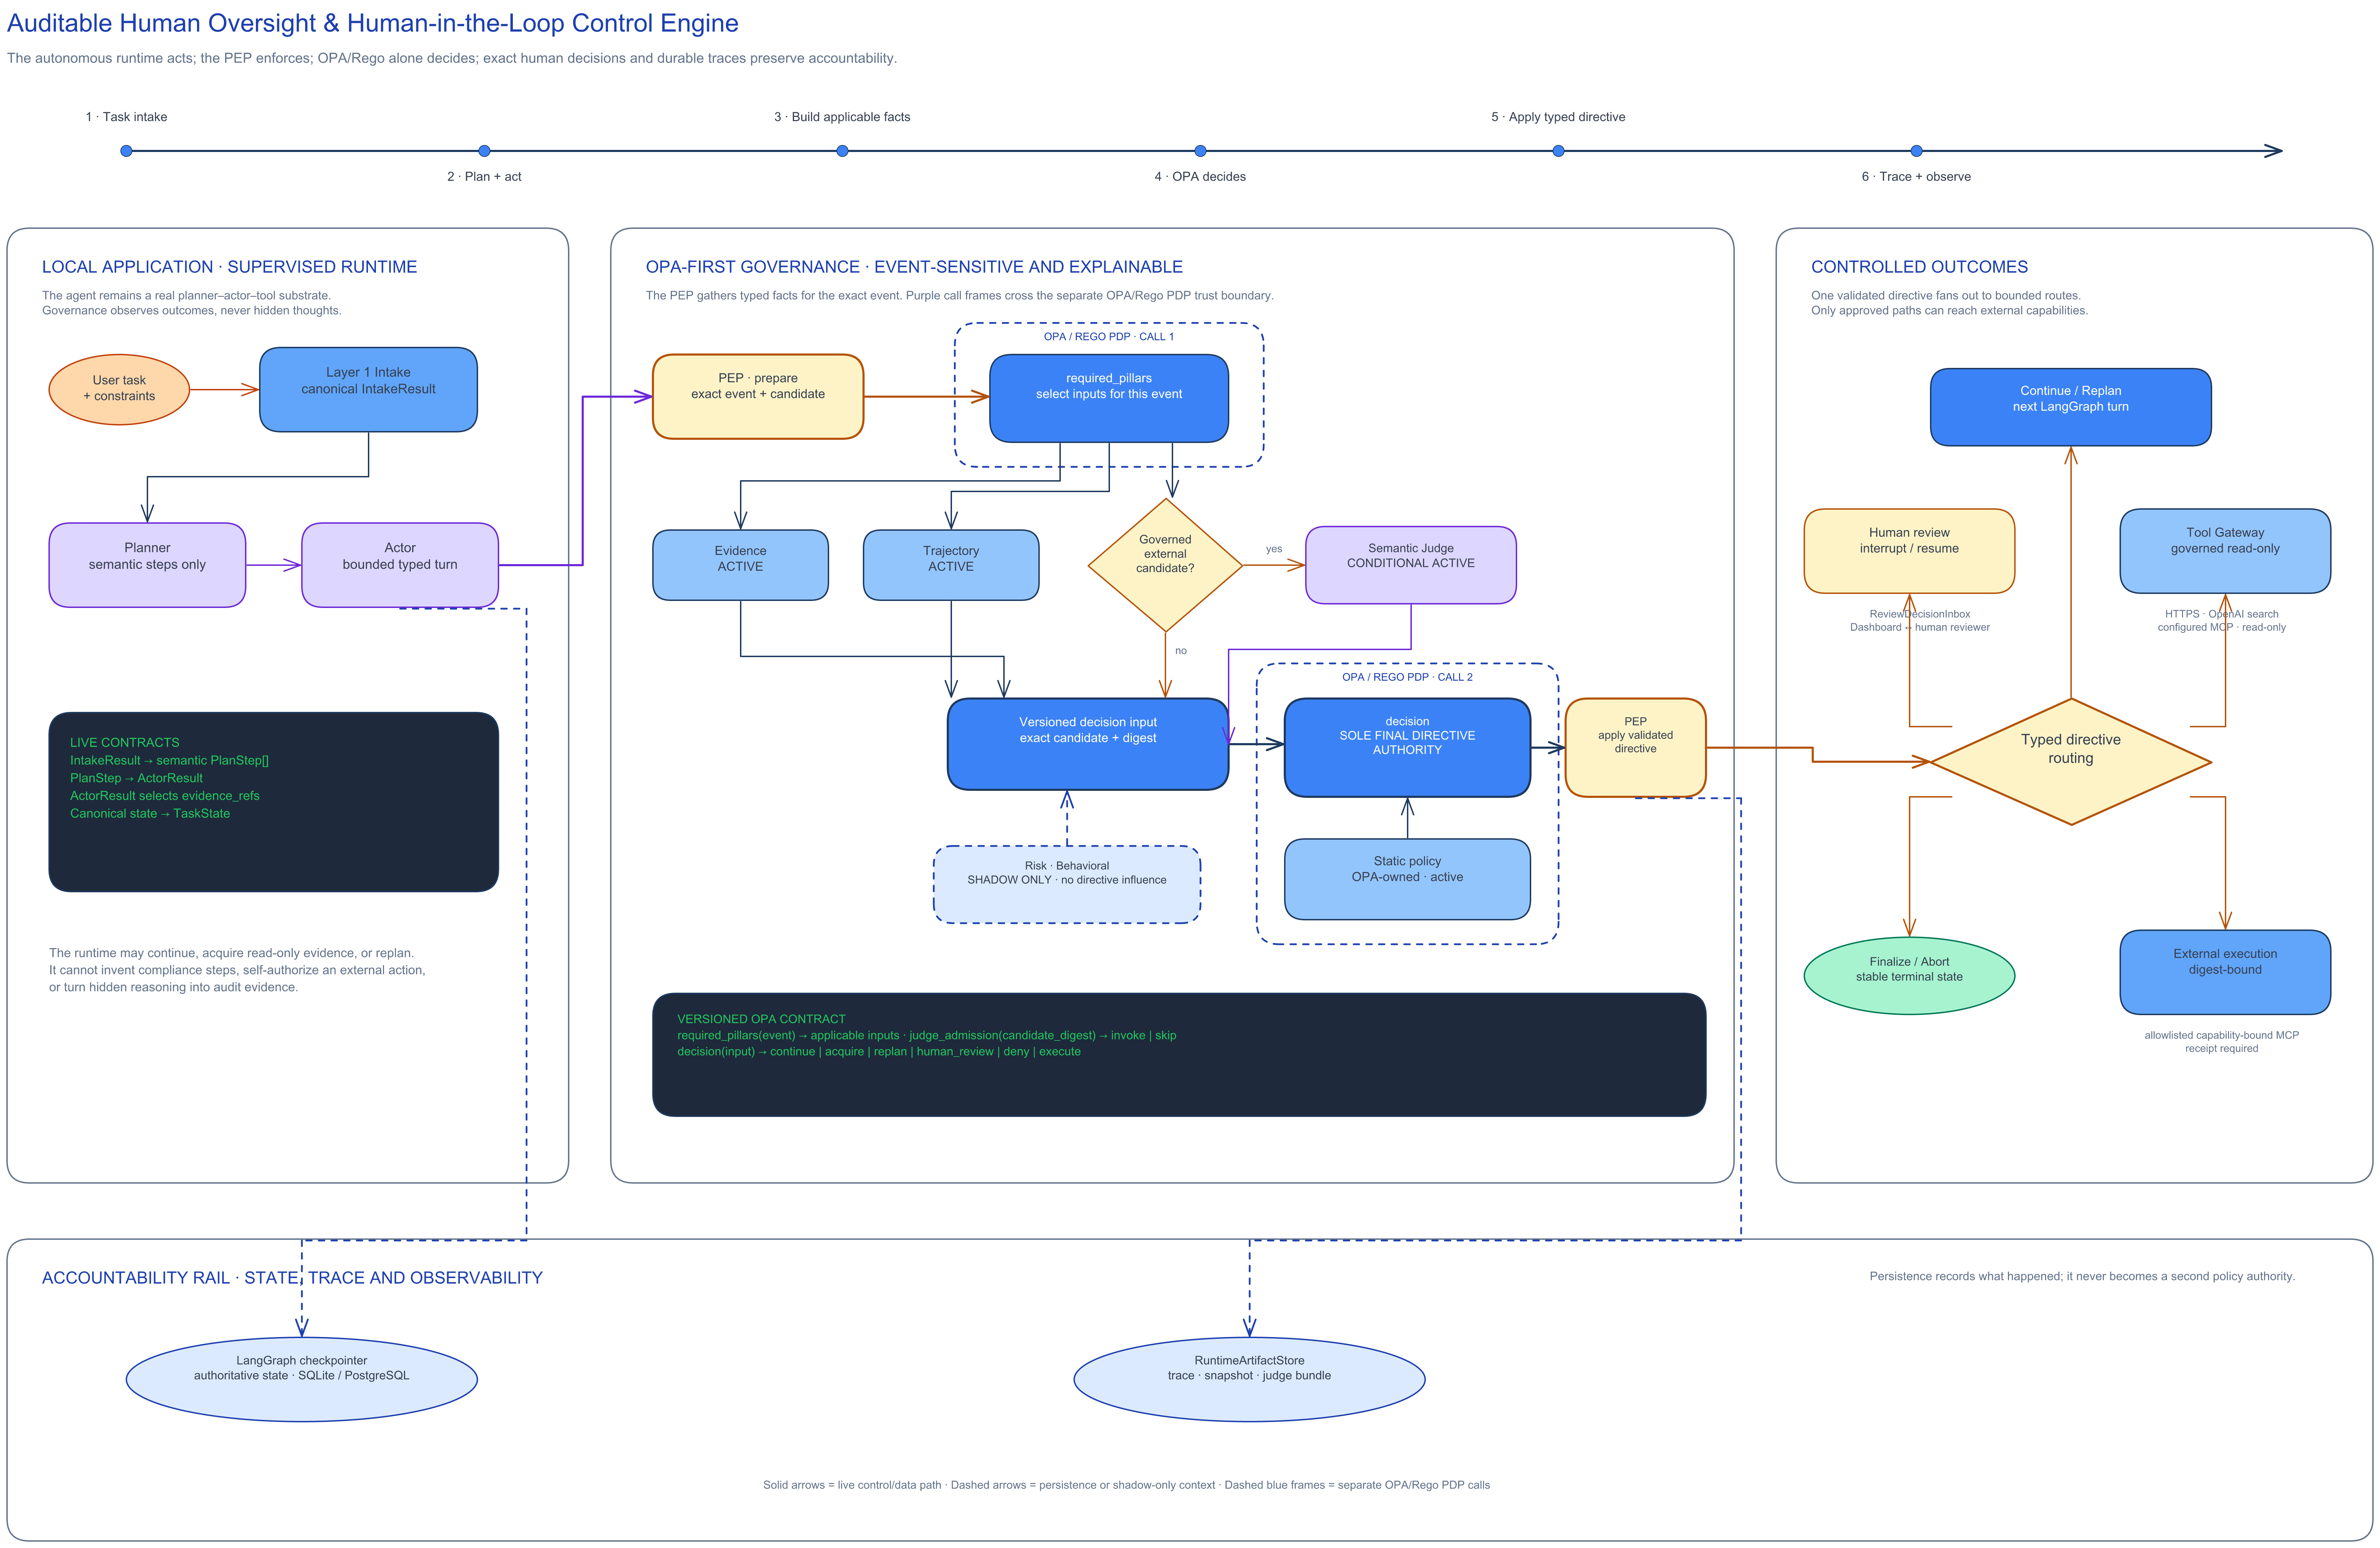 Auditable Human Oversight & Human-in-the-Loop Control Engine
The autonomous runtime acts; the PEP enforces; OPA/Rego alone decides; exact human decisions and durable traces preserve accountability.
1 · Task intake
2 · Plan + act
3 · Build applicable facts
4 · OPA decides
5 · Apply typed directive
6 · Trace + observe
LOCAL APPLICATION · SUPERVISED RUNTIME
The agent remains a real planner–actor–tool substrate.
Governance observes outcomes, never hidden thoughts.
User task
+ constraints
Layer 1 Intake
canonical IntakeResult
Planner
semantic steps only
Actor
bounded typed turn
LIVE CONTRACTS
IntakeResult → semantic PlanStep[]
PlanStep → ActorResult
ActorResult selects evidence_refs
Canonical state → TaskState
The runtime may continue, acquire read-only evidence, or replan.
It cannot invent compliance steps, self-authorize an external action,
or turn hidden reasoning into audit evidence.
OPA-FIRST GOVERNANCE · EVENT-SENSITIVE AND EXPLAINABLE
The PEP gathers typed facts for the exact event. Purple call frames cross the separate OPA/Rego PDP trust boundary.
PEP · prepare
exact event + candidate
OPA / REGO PDP · CALL 1
required_pillars
select inputs for this event
Evidence
ACTIVE
Trajectory
ACTIVE
Governed
external
candidate?
yes
no
Semantic Judge
CONDITIONAL ACTIVE
Versioned decision input
exact candidate + digest
OPA / REGO PDP · CALL 2
decision
SOLE FINAL DIRECTIVE
AUTHORITY
PEP
apply validated
directive
Risk · Behavioral
SHADOW ONLY · no directive influence
Static policy
OPA-owned · active
VERSIONED OPA CONTRACT
required_pillars(event) → applicable inputs · judge_admission(candidate_digest) → invoke | skip
decision(input) → continue | acquire | replan | human_review | deny | execute
CONTROLLED OUTCOMES
One validated directive fans out to bounded routes.
Only approved paths can reach external capabilities.
Continue / Replan
next LangGraph turn
Human review
interrupt / resume
ReviewDecisionInbox
Dashboard ↔ human reviewer
Tool Gateway
governed read-only
HTTPS · OpenAI search
configured MCP · read-only
Typed directive
routing
Finalize / Abort
stable terminal state
External execution
digest-bound
allowlisted capability-bound MCP
receipt required
ACCOUNTABILITY RAIL · STATE, TRACE AND OBSERVABILITY
Persistence records what happened; it never becomes a second policy authority.
LangGraph checkpointer
authoritative state · SQLite / PostgreSQL
RuntimeArtifactStore
trace · snapshot · judge bundle
Solid arrows = live control/data path · Dashed arrows = persistence or shadow-only context · Dashed blue frames = separate OPA/Rego PDP calls